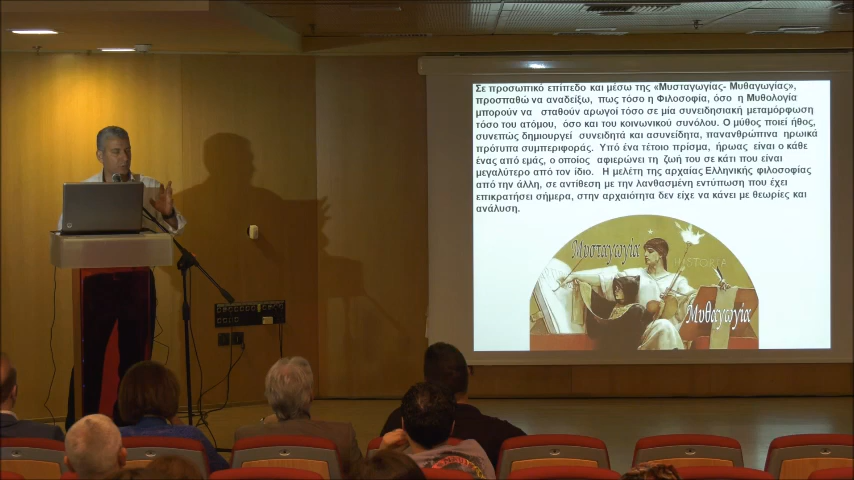 Σε προσωπικό επίπεδο και μέσω της «Μυσταγωγίας- Μυθαγωγίας»,
προσπαθώ να αναδείξω, πως τόσο η Φιλοσοφία, όσο η Μυθολογία
μπορούν να σταθούν αρωγοί τόσο σε μία συνειδησιακή μεταμόρφωση
τόσο του ατόμου, όσο και του κοινωνικού συνόλου. Ο μύθος ποιεί ήθος,
συνεπώς δημιουργεί συνειδητά και ασυνείδητα, πανανθρώπινα ηρωικά
πρότυπα συμπεριφοράς. Υπό ένα τέτοιο πρίσμα, ήρωας είναι ο κάθε
ένας από εμάς, ο οποίος αφιερώνει τη ζωή του σε κάτι που είναι
μεγαλύτερο από τον ίδιο. Η μελέτη της αρχαίας Ελληνικής φιλοσοφίας
από την άλλη, σε αντίθεση με την λανθασμένη εντύπωση που έχει
επικρατήσει σήμερα, στην αρχαιότητα δεν είχε να κάνει με θεωρίες και
ανάλυση.
Μυσταγωγία
HISTORIA
Μυθαγωγία